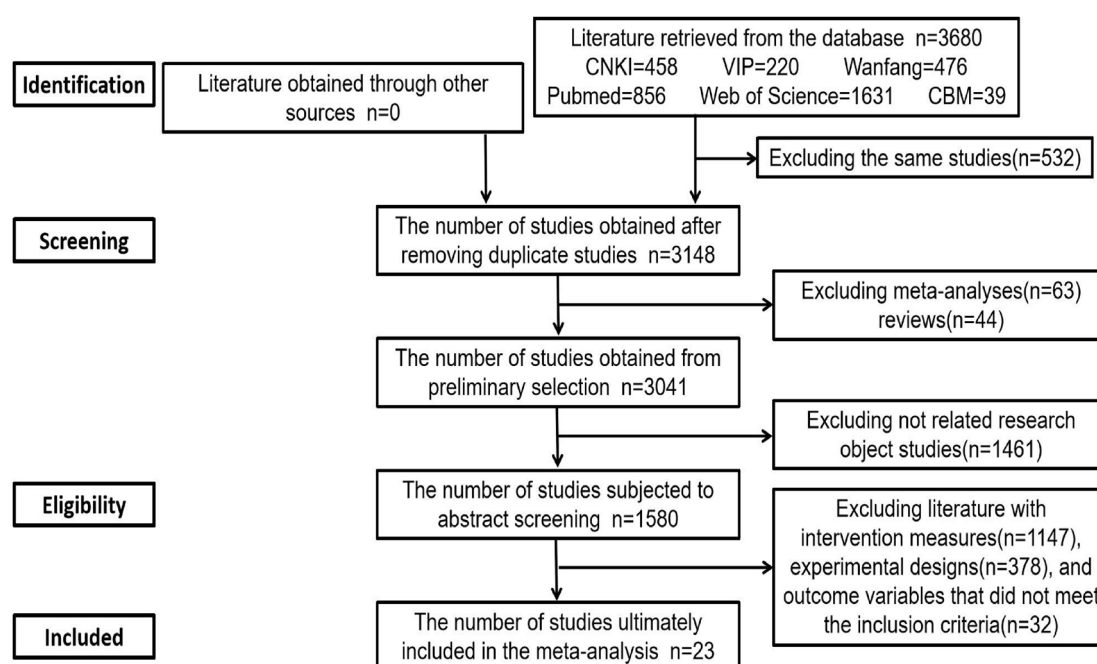 Literature retrieved from the database n=3680
CNKI=458 VIP=220 Wanfang=476
Pubmed=856 Web of Science=1631 CBM=39
Identification
Literature obtained through other
sources n=0
Excluding the same studies(n=532)
Screening
The number of studies obtained after
removing duplicate studies n=3148
Excluding meta-analyses(n=63)
reviews(n=44)
The number of studies obtained from
preliminary selection n=3041
Excluding not related research
object studies(n=1461)
Eligibility
The number of studies subjected to
abstract screening n=1580
Excluding literature with
intervention measures(n=1147),
experimental designs(n=378), and
outcome variables that did not meet
the inclusion criteria(n=32)
Included
The number of studies ultimately
included in the meta-analysis n=23